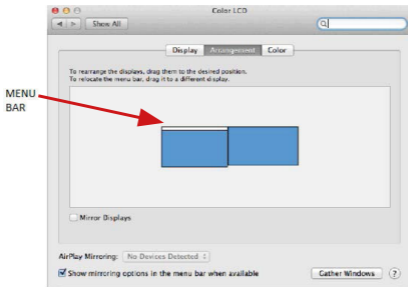 Color LCD
Show All
Display Arrangement Color
To rearrange the displays, drag them to the desired position.
To relocate the menu bar, drag it to a different display.
MENU
BAR
Mirror Displays
AirPlay Mirroring: No Devices Detected
Show mirroring options in the menu bar when available
Gather Windows ?